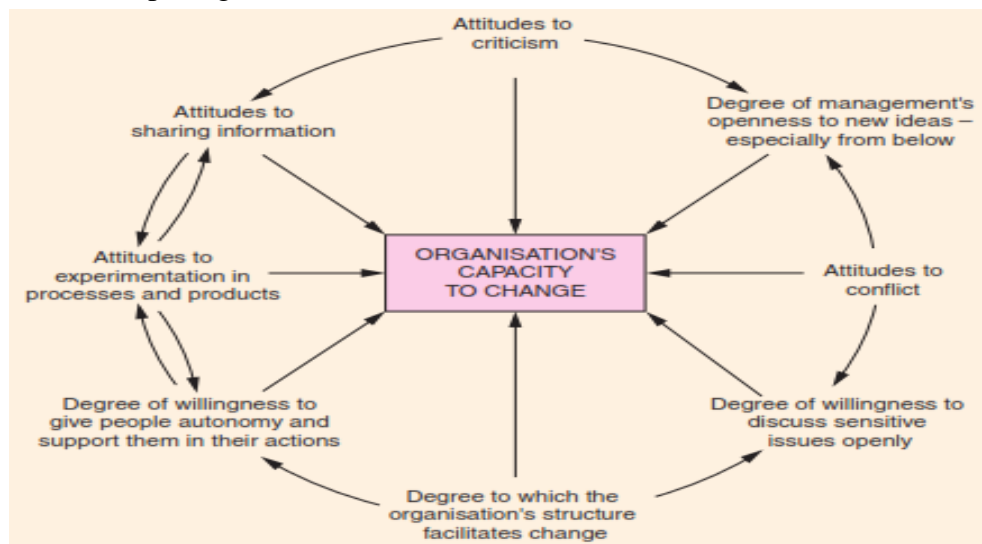 Attitudes to
criticism
Attitudes to
sharing information
Degree of management's
openness to new ideas –
especially from below
ORGANISATION'S
CAPACITY
TO CHANGE
Attitudes to
experimentation in
processes and products
Attitudes to
conflict
Degree of willingness to
give people autonomy and
support them in their actions
Degree of willingness to
discuss sensitive
issues openly
Degree to which the
organisation's structure
facilitates change